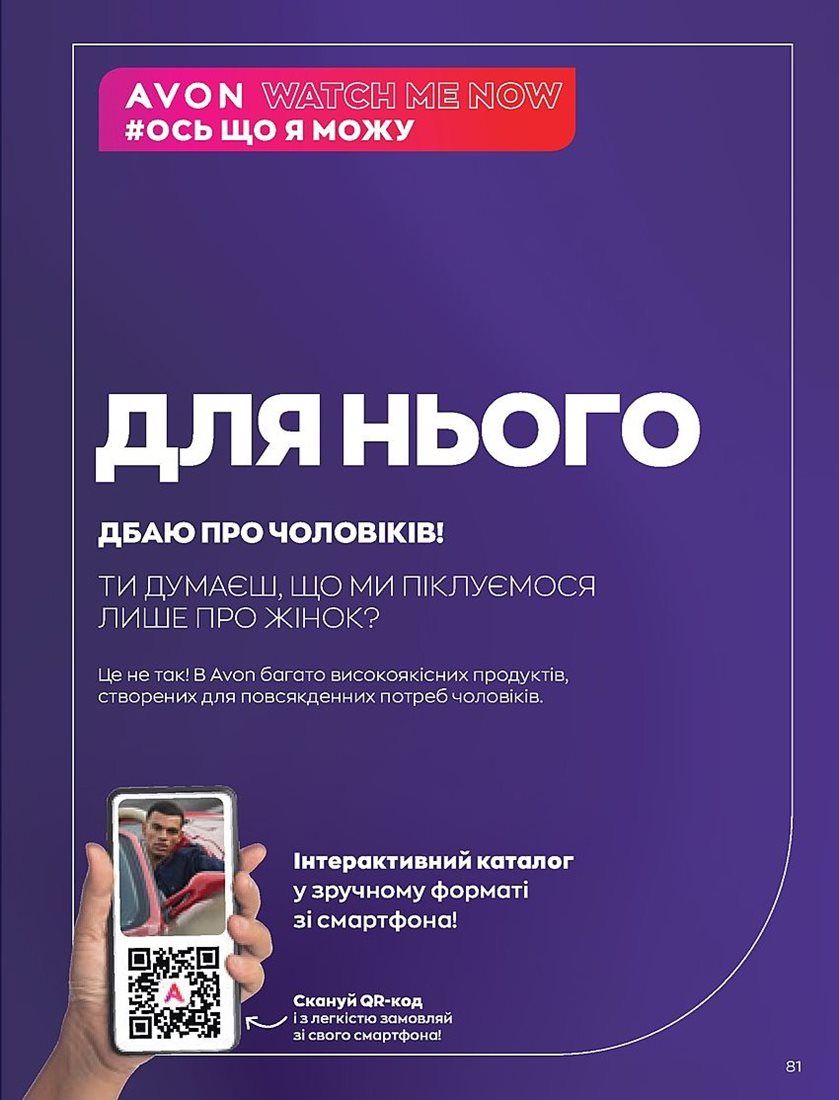 AVON WATCH ME NOW
#ОСЬ ЩО Я МОЖУ
ДЛЯ НЬОГО
ДБАЮ ПРО ЧОЛОВІКІВ!
ТИ ДУМАЄШ, ЩО МИ ПІКЛУЄМОСЯ
ЛИШЕ ПРО ЖІНОК?
Це не так! В Avon багато високоякісних продуктів,
створених для повсякденних потреб чоловіків.
Інтерактивний каталог
у зручному форматі
зі смартфона!
A
Скануй QR-код
і з легкістю замовляй
зі свого смартфона!
81